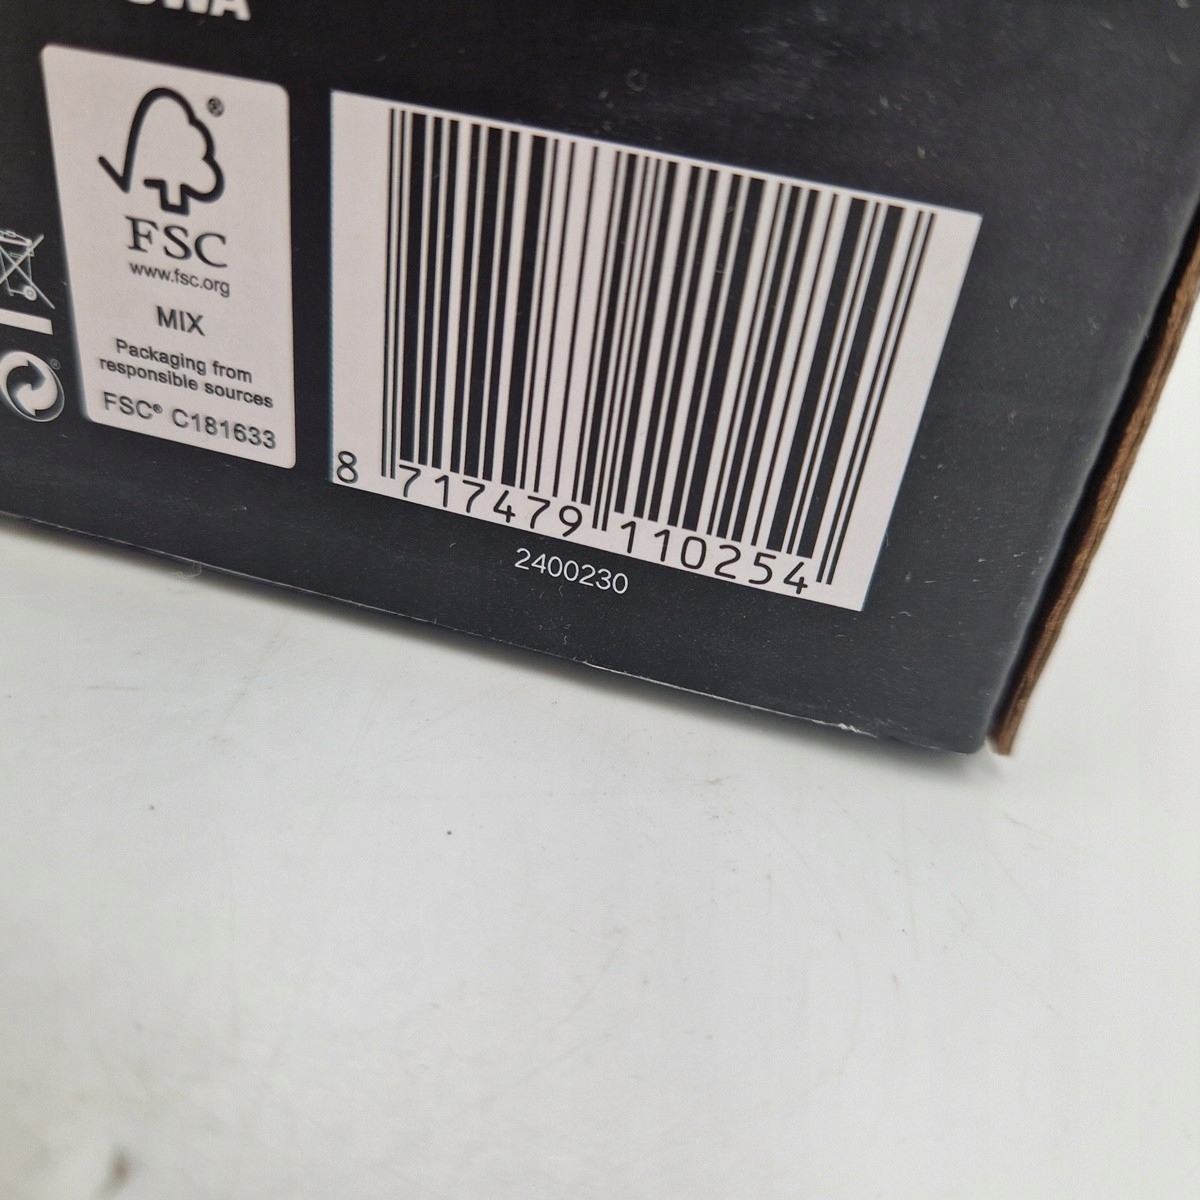 FSC®
www.fsc.org
MIX
Packaging from
responsible sources
FSC® C181633
8 717479 110254
2400230